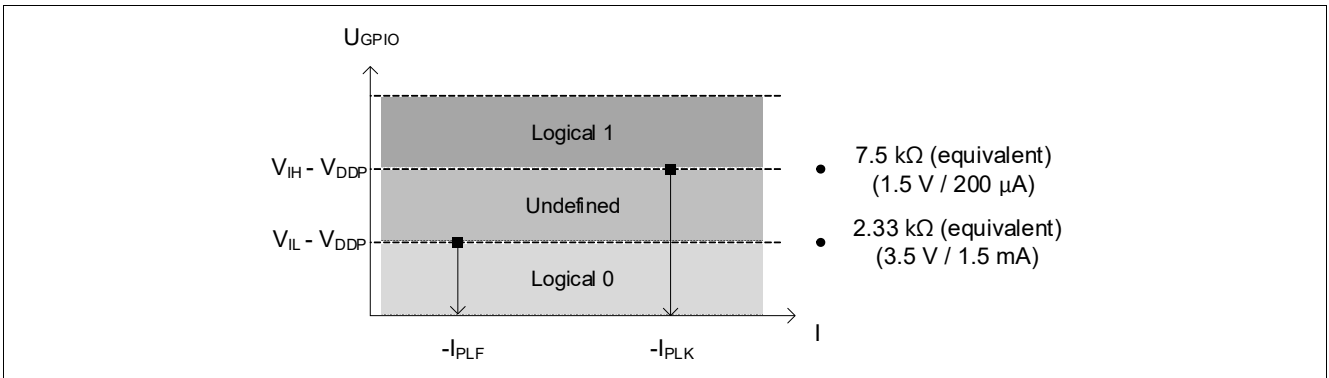 UGPIO
Logical 1
VIH - VDDP
7.5 kΩ (equivalent)
(1.5 V / 200 µA)
Undefined
VIL - VDDP
2.33 kΩ (equivalent)
(3.5 V / 1.5 mA)
Logical 0
I
-IPLF
-IPLK